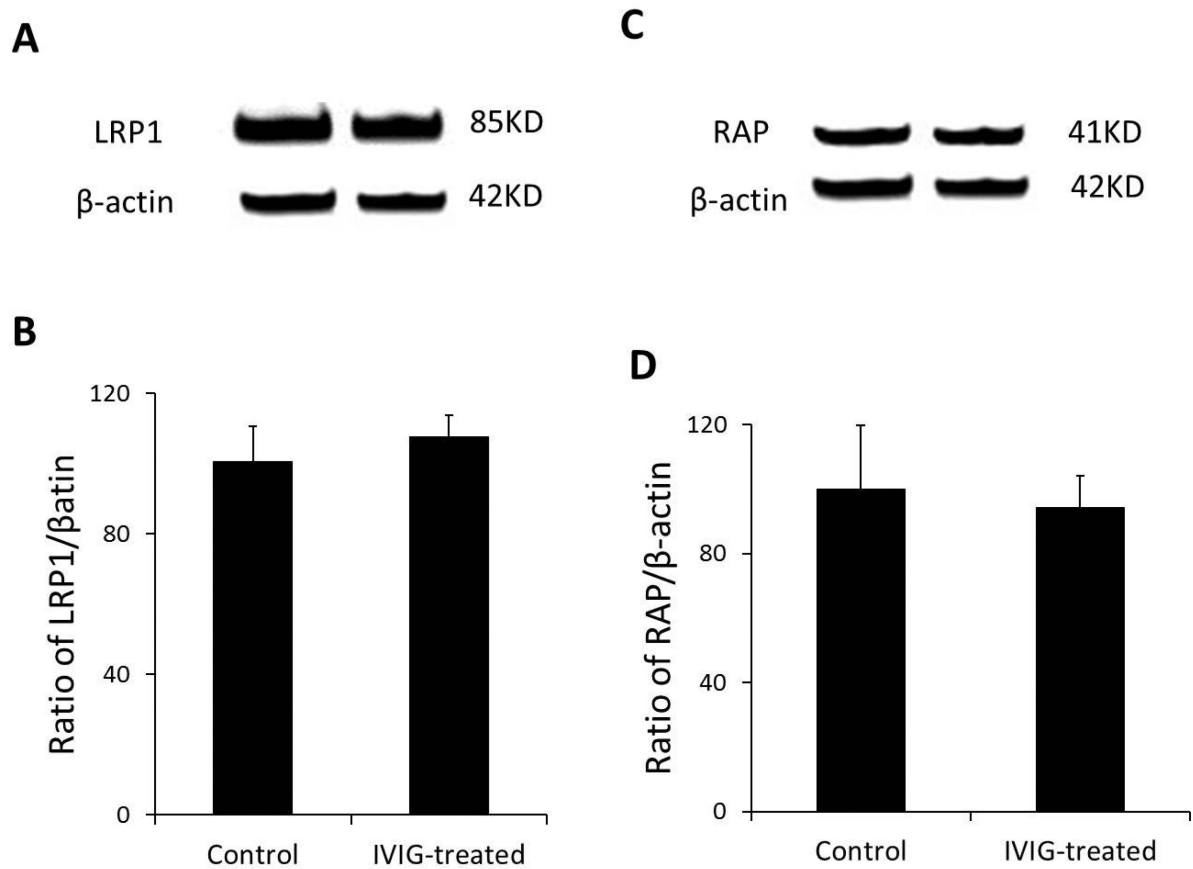 A
LRP1 85KD
β-actin 42KD
B
120
80
40
0
Ratio of LRP1/βatin
Control IVIG-treated
C
RAP 41KD
β-actin 42KD
D
120
80
40
0
Ratio of RAP/β-actin
Control IVIG-treated